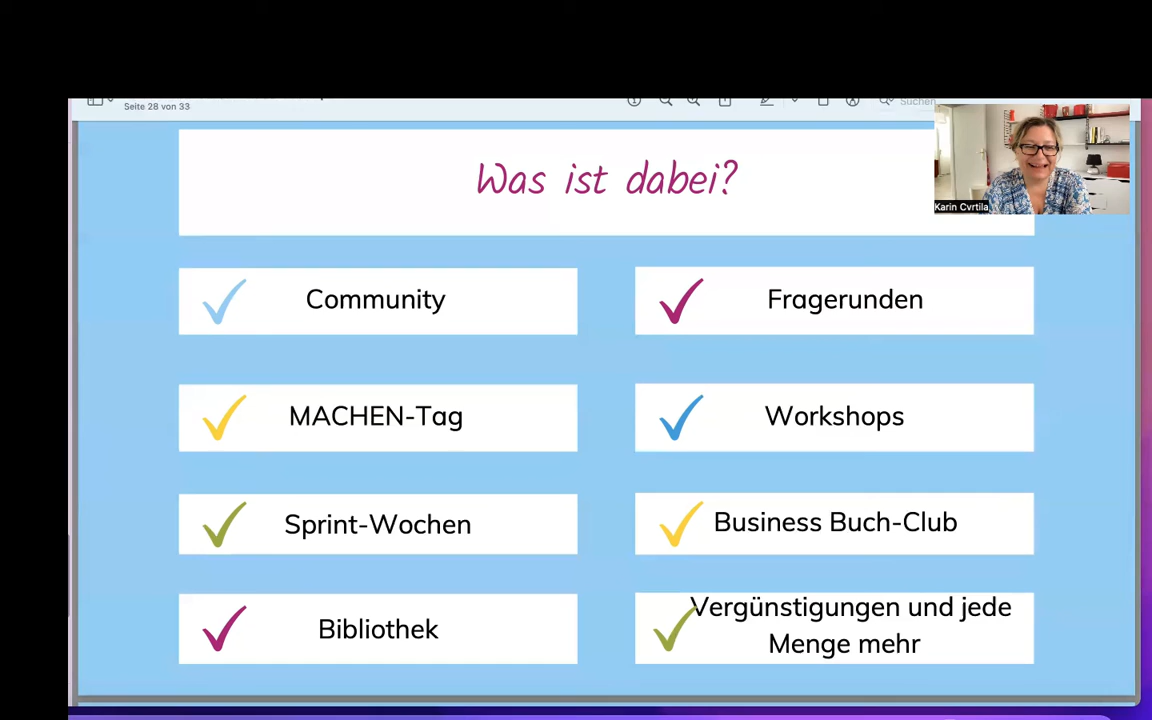 Seite 28 von 33
Suchen
Karin Cvrtila
Was ist dabei?
Community
Fragerunden
MACHEN-Tag
Workshops
Sprint-Wochen
Business Buch-Club
Bibliothek
Vergünstigungen und jede
Menge mehr